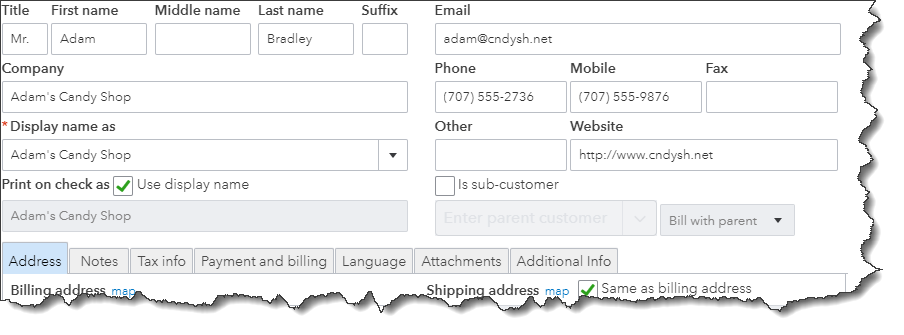 Title First name Middle name Last name Suffix Email
Mr. Adam Bradley adam@cndysh.net
Company Phone Mobile Fax
Adam's Candy Shop (707) 555-2736 (707) 555-9876
* Display name as Other Website
Adam's Candy Shop http://www.cndysh.net
Print on check as Use display name Is sub-customer
Adam's Candy Shop Enter parent customer Bill with parent
Address Notes Tax info Payment and billing Language Attachments Additional Info
Billing address map Shipping address map Same as billing address